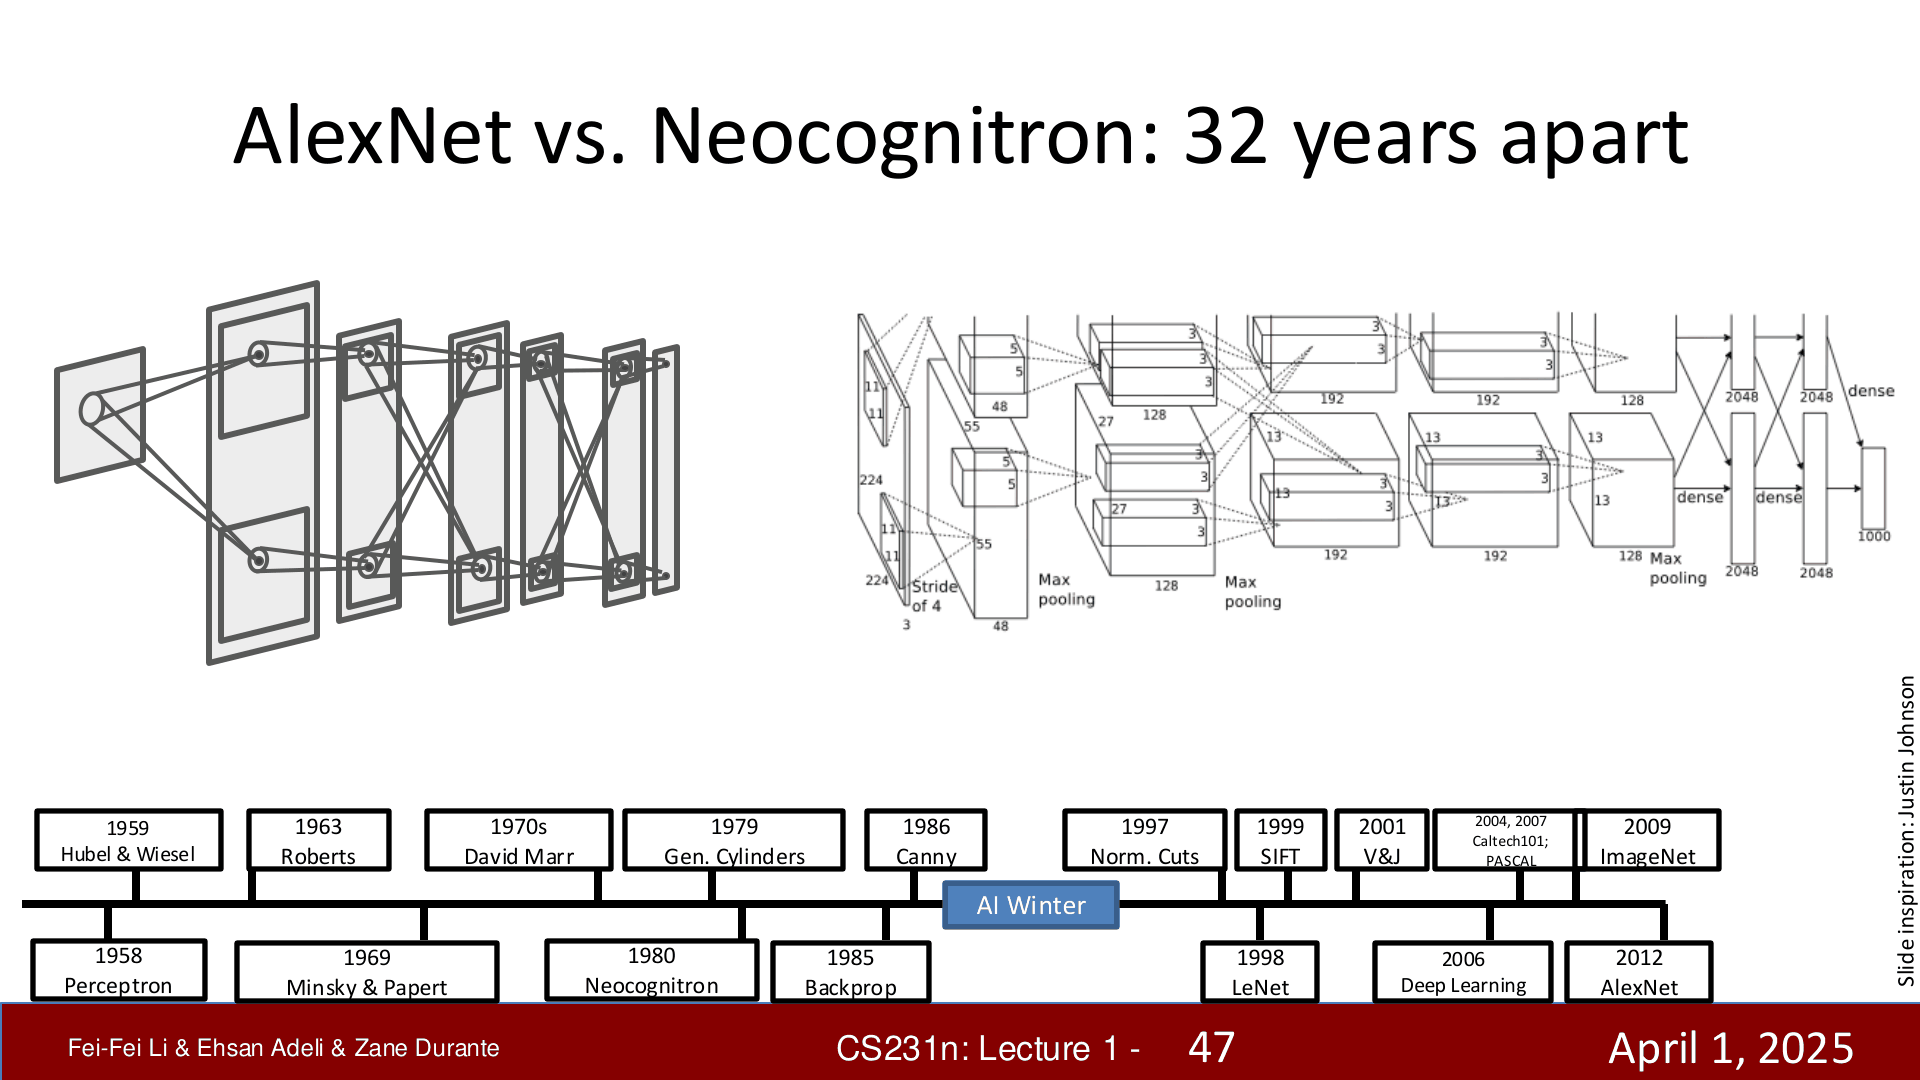 AlexNet vs. Neocognitron: 32 years apart
11
11
224
11
11
224
3
Stride
of 4
5
5
48
55
5
5
55
48
Max
pooling
3
3
3
128
27
3
3
27
3
3
128
Max
pooling
3
3
192
13
3
13
3
192
3
3
192
13
3
3
13
192
128
13
13
128
Max
pooling
2048
2048
dense
dense
dense
2048
2048
1000
Slide inspiration: Justin Johnson
1959
Hubel & Wiesel
1963
Roberts
1970s
David Marr
1979
Gen. Cylinders
1986
Canny
1997
Norm. Cuts
1999
SIFT
2001
V&J
2004, 2007
Caltech101;
PASCAL
2009
ImageNet
AI Winter
1958
Perceptron
1969
Minsky & Papert
1980
Neocognitron
1985
Backprop
1998
LeNet
2006
Deep Learning
2012
AlexNet
Fei-Fei Li & Ehsan Adeli & Zane Durante
CS231n: Lecture 1 - 47
April 1, 2025